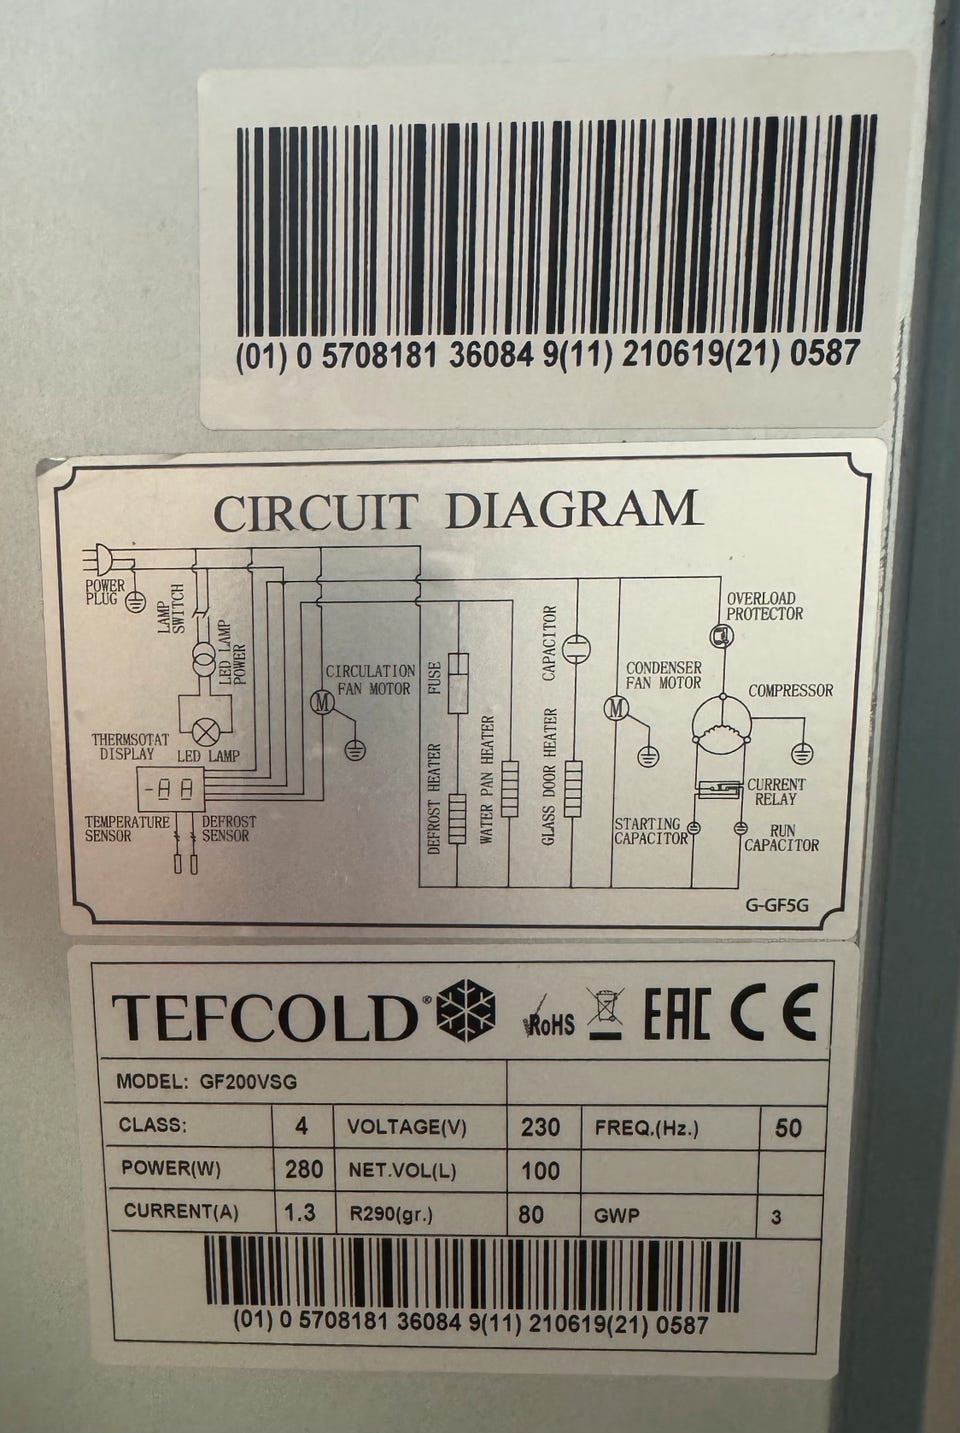 (01) 0 5708181 36084 9(11) 210619(21) 0587
CIRCUIT DIAGRAM
POWER
PLUG
LAMP
SWITCH
LED LAMP
POWER
OVERLOAD
PROTECTOR
CIRCULATION
FAN MOTOR
M
FUSE
CAPACITOR
CONDENSER
FAN MOTOR
M
COMPRESSOR
THERMSOTAT
DISPLAY
LED LAMP
-88
DEFROST HEATER
WATER PAN HEATER
GLASS DOOR HEATER
CURRENT
RELAY
TEMPERATURE
SENSOR
DEFROST
SENSOR
STARTING
CAPACITOR
RUN
CAPACITOR
G-GF5G
TEFCOLD® RoHS EAC CE
MODEL: GF200VSG
CLASS: 4 VOLTAGE(V) 230 FREQ.(Hz.) 50
POWER(W) 280 NET.VOL(L) 100
CURRENT(A) 1.3 R290(gr.) 80 GWP 3
(01) 0 5708181 36084 9(11) 210619(21) 0587